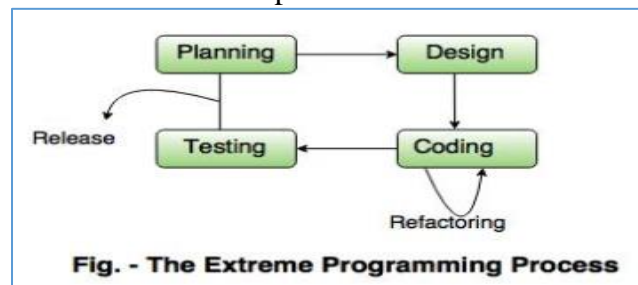 Planning
Design
Release
Testing
Coding
Refactoring
Fig. - The Extreme Programming Process